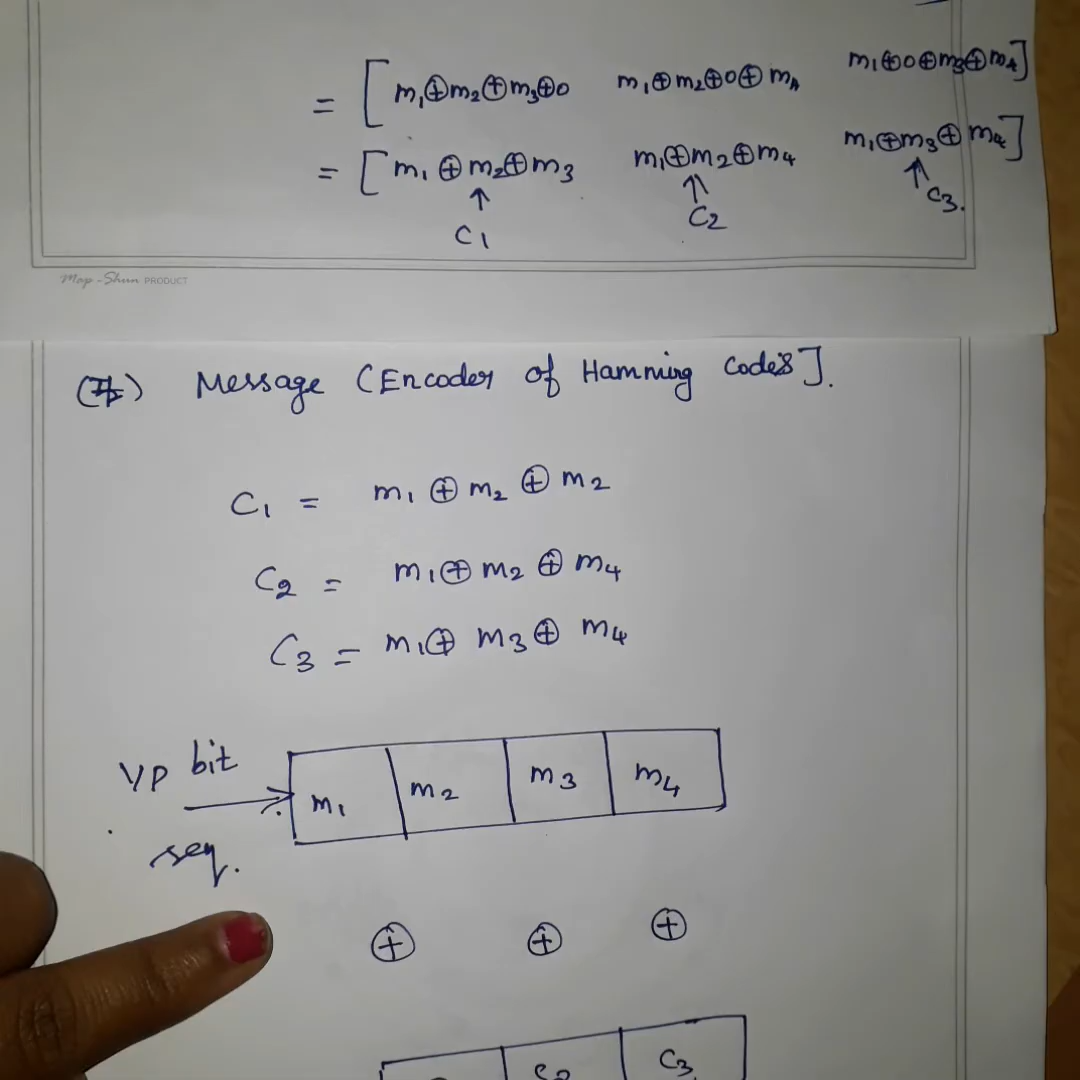 = [ m₁⊕m₂⊕m₃⊕0 m₁⊕m₂⊕0⊕m₄ m₁⊕0⊕m₃⊕m₄]
= [ m₁ ⊕ m₂⊕ m₃ m₁⊕m₂⊕m₄ m₁⊕m₃⊕m₄]
↑ ↑ ↑
C1 C2 C3.
Map-Shun PRODUCT
Message (Encoder of Hamming Codes].
C₁ = m₁ ⊕ m₂ ⊕ m₂
C₂ = m₁⊕ m₂ ⊕ m₄
C₃ = m₁⊕ m₃⊕ m₄
I/P bit
seq.
m₁ m₂ m₃ m₄
⊕ ⊕ ⊕
C₂ C₃